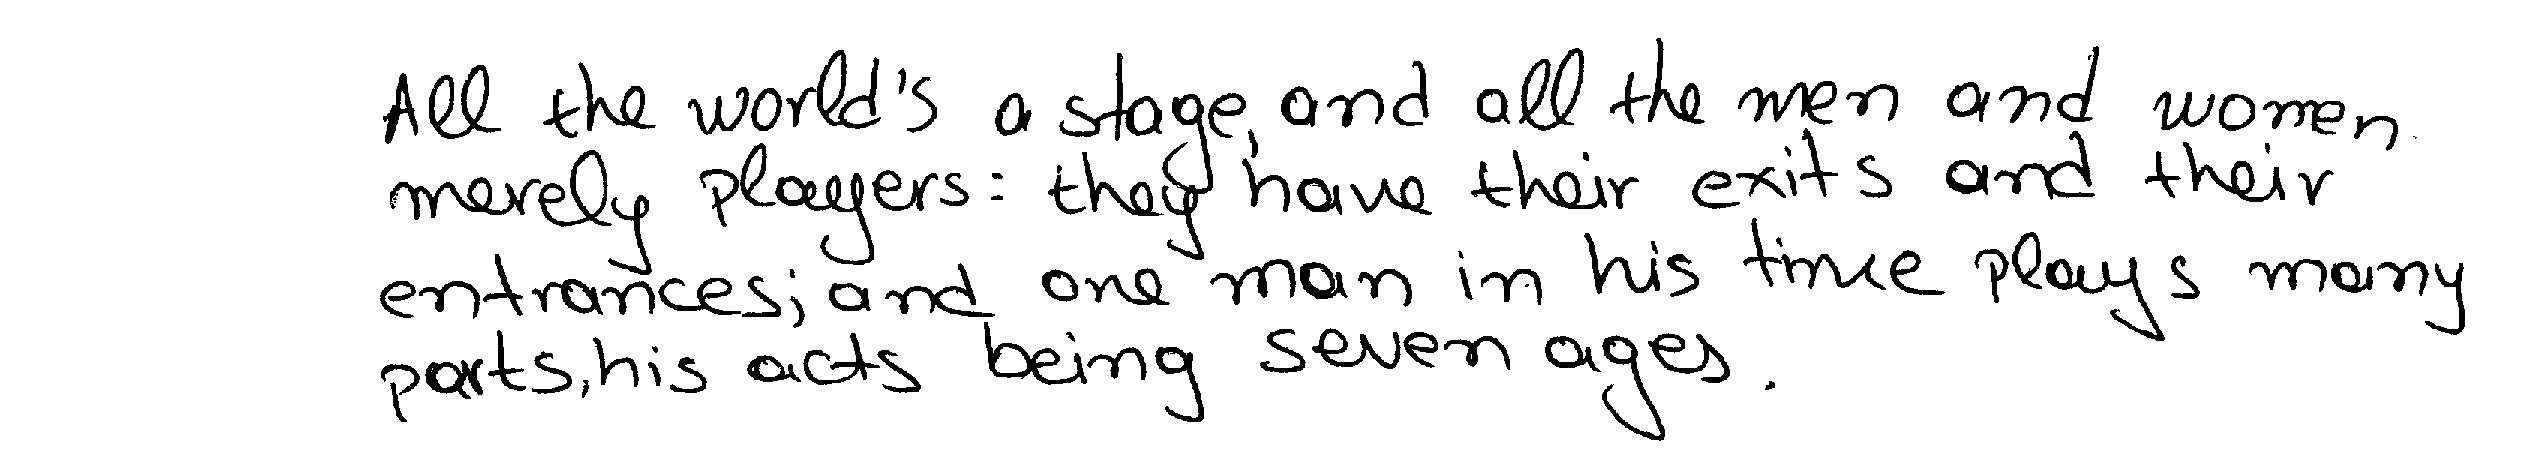 All the world's a stage, and all the men and women
merely players: they have their exits and their
entrances; and one man in his time plays many
parts, his acts being seven ages.